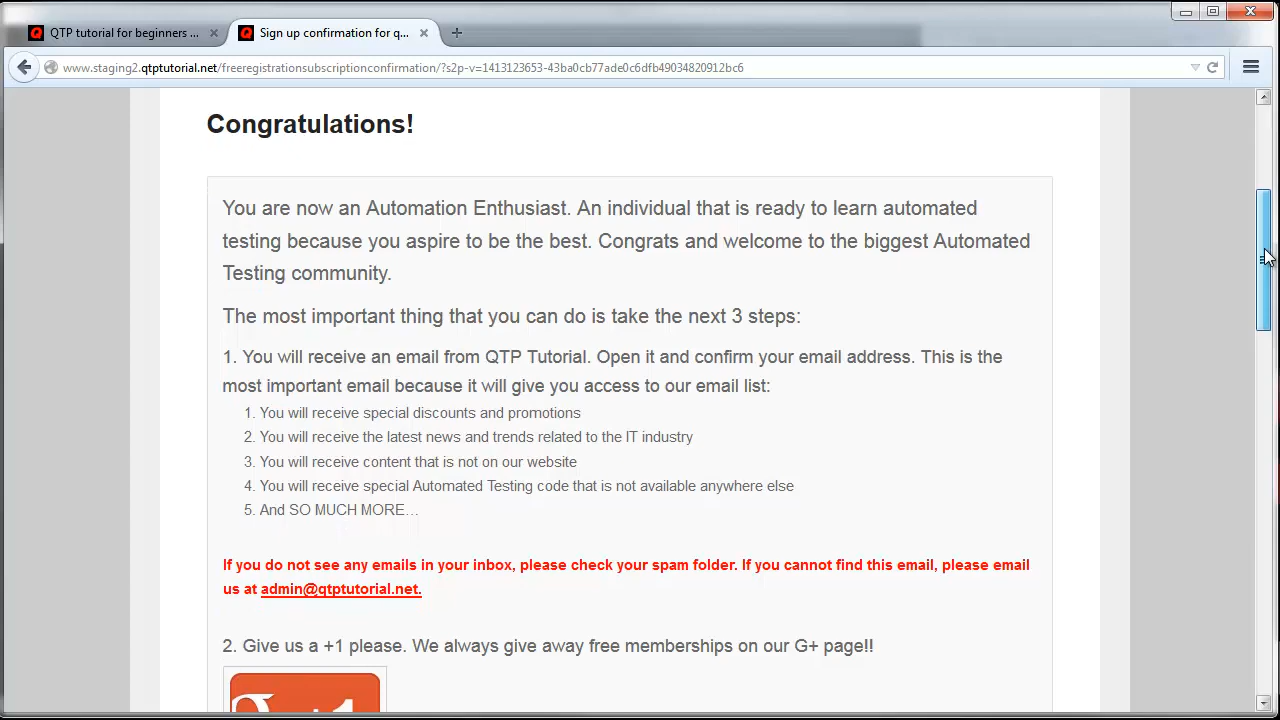 QTP tutorial for beginners ...
Sign up confirmation for q...
www.staging2.qtptutorial.net/freeregistrationsubscriptionconfirmation/?s2p-v=1413123653-43ba0cb77ade0c6dfb49034820912bc6
Congratulations!
You are now an Automation Enthusiast. An individual that is ready to learn automated
testing because you aspire to be the best. Congrats and welcome to the biggest Automated
Testing community.
The most important thing that you can do is take the next 3 steps:
1. You will receive an email from QTP Tutorial. Open it and confirm your email address. This is the
most important email because it will give you access to our email list:
1. You will receive special discounts and promotions
2. You will receive the latest news and trends related to the IT industry
3. You will receive content that is not on our website
4. You will receive special Automated Testing code that is not available anywhere else
5. And SO MUCH MORE…
If you do not see any emails in your inbox, please check your spam folder. If you cannot find this email, please email
us at admin@qtptutorial.net.
2. Give us a +1 please. We always give away free memberships on our G+ page!!
g +1